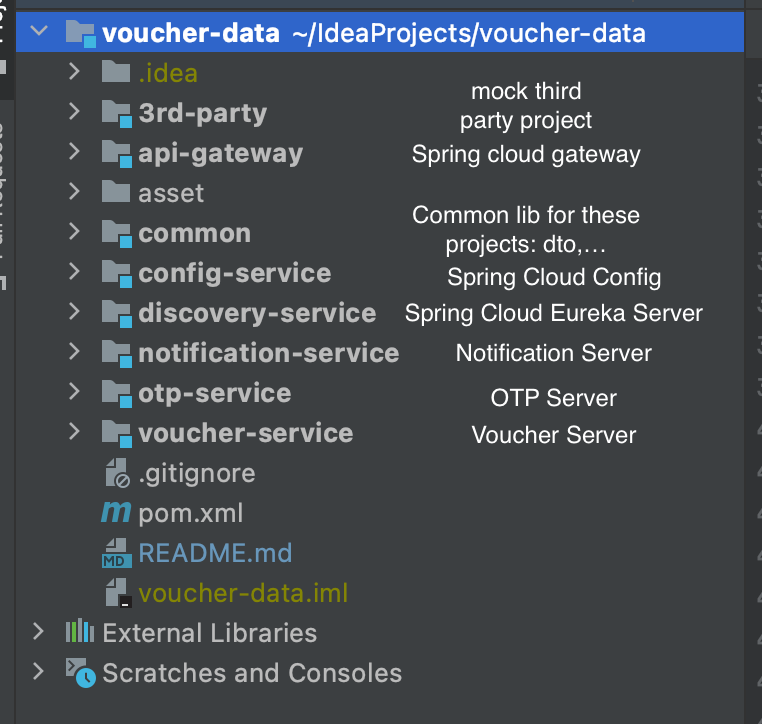 voucher-data ~/IdeaProjects/voucher-data
.idea
3rd-party
mock third
party project
api-gateway
Spring cloud gateway
asset
common
Common lib for these
projects: dto,...
config-service
Spring Cloud Config
discovery-service
Spring Cloud Eureka Server
notification-service
Notification Server
otp-service
OTP Server
voucher-service
Voucher Server
.gitignore
pom.xml
MD README.md
voucher-data.iml
External Libraries
Scratches and Consoles